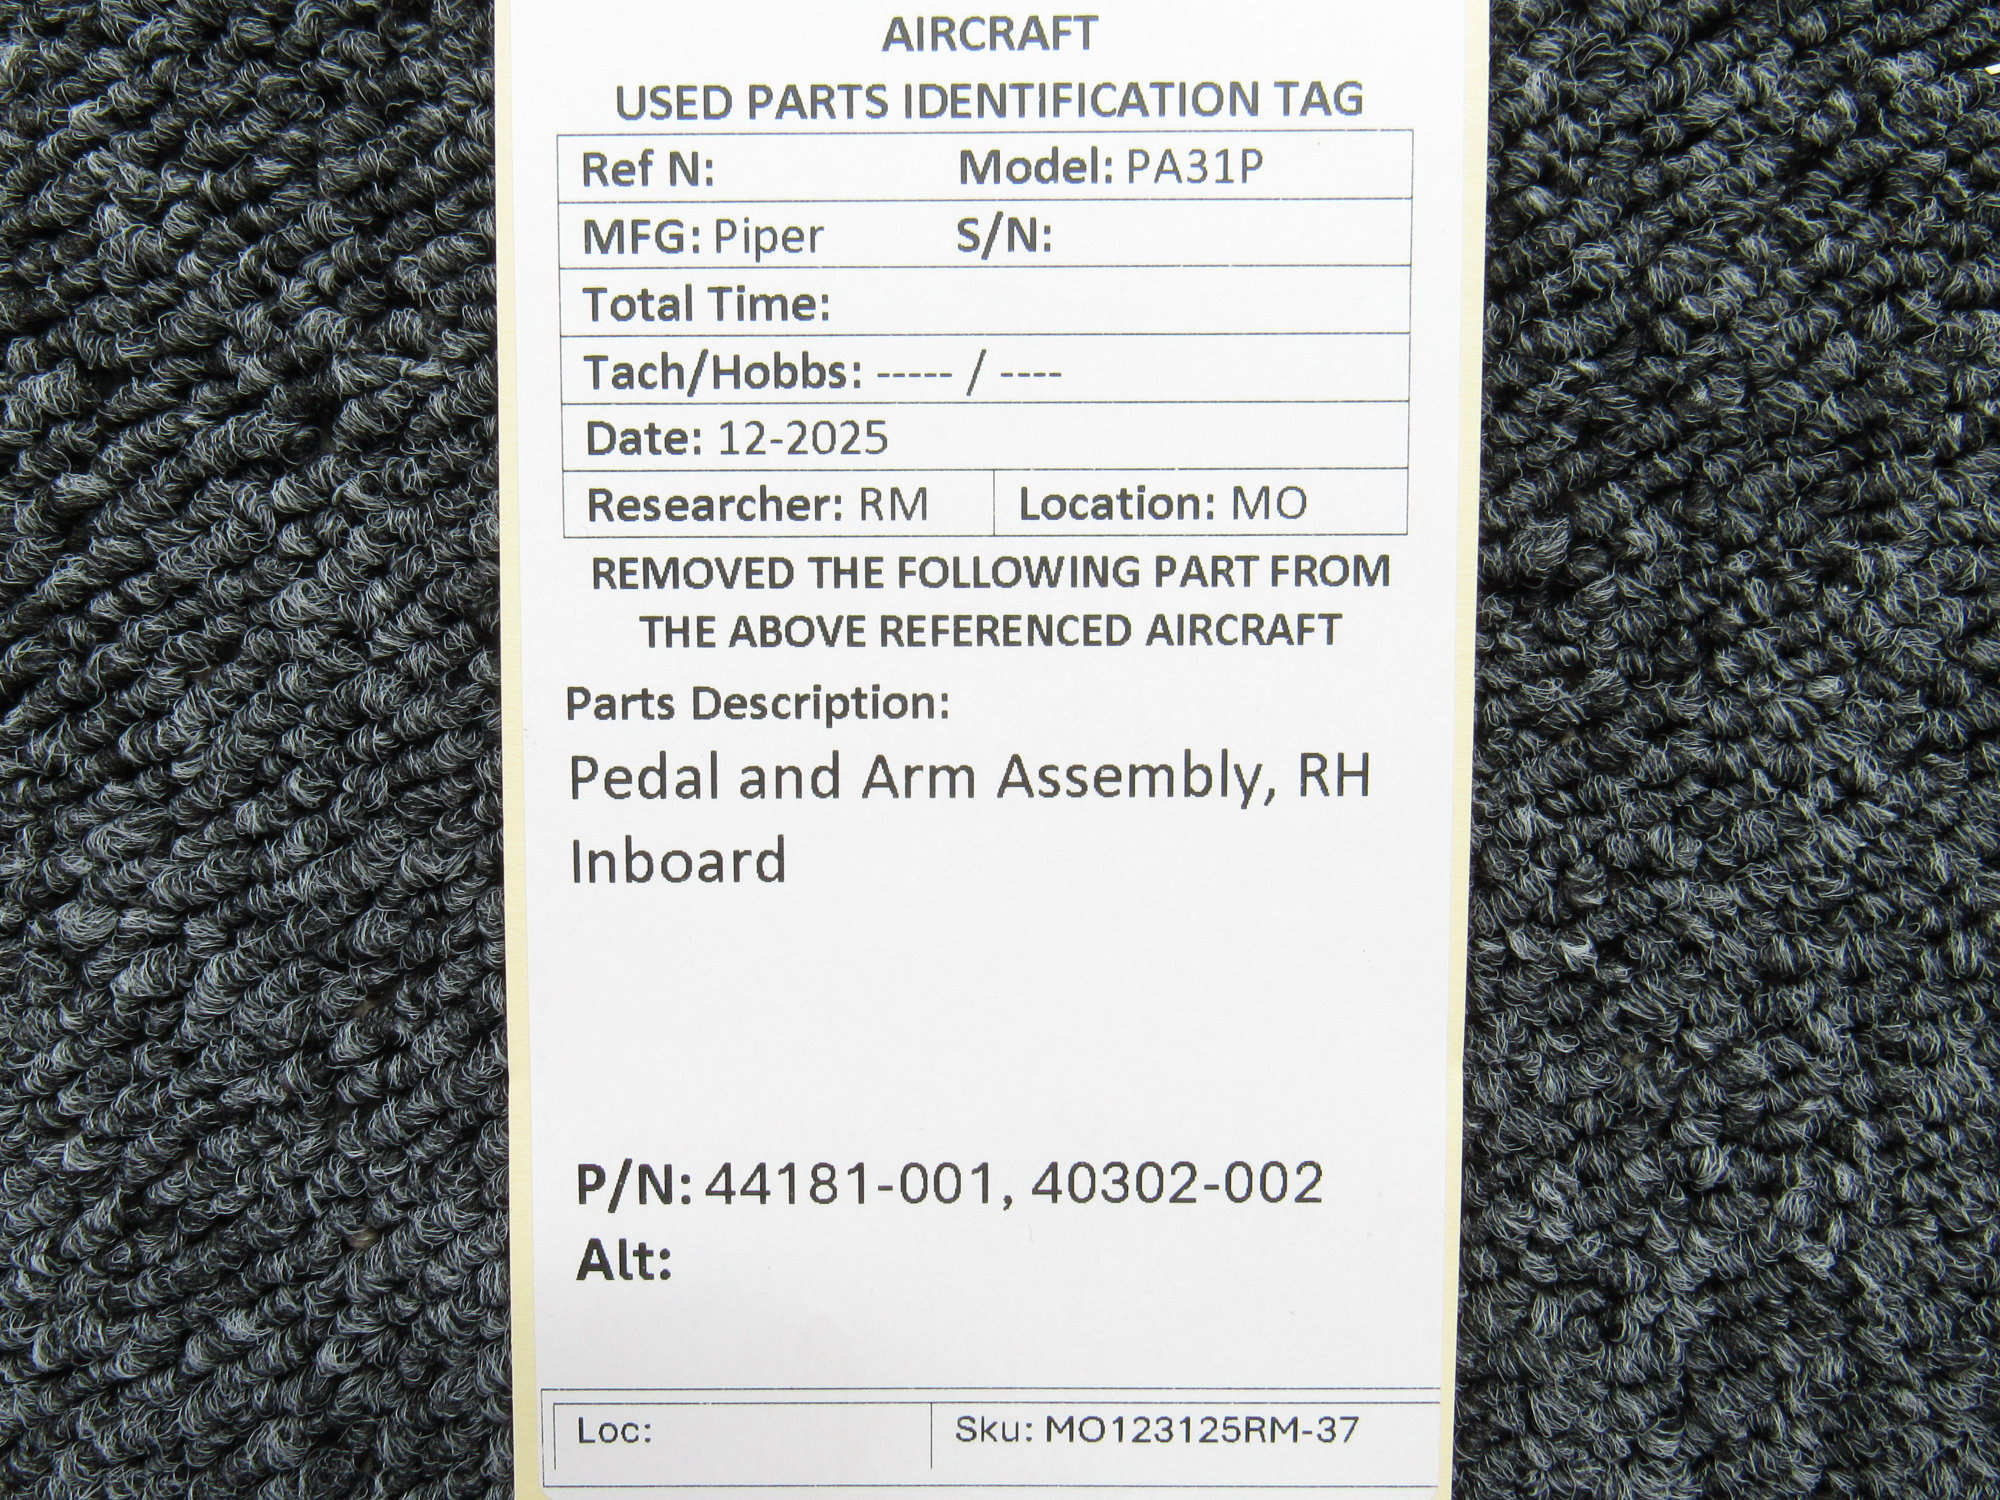 AIRCRAFT
USED PARTS IDENTIFICATION TAG
Ref N: Model: PA31P
MFG: Piper S/N:
Total Time:
Tach/Hobbs: ----- / ----
Date: 12-2025
Researcher: RM Location: MO
REMOVED THE FOLLOWING PART FROM
THE ABOVE REFERENCED AIRCRAFT
Parts Description:
Pedal and Arm Assembly, RH
Inboard
P/N: 44181-001, 40302-002
Alt:
Loc: Sku: MO123125RM-37